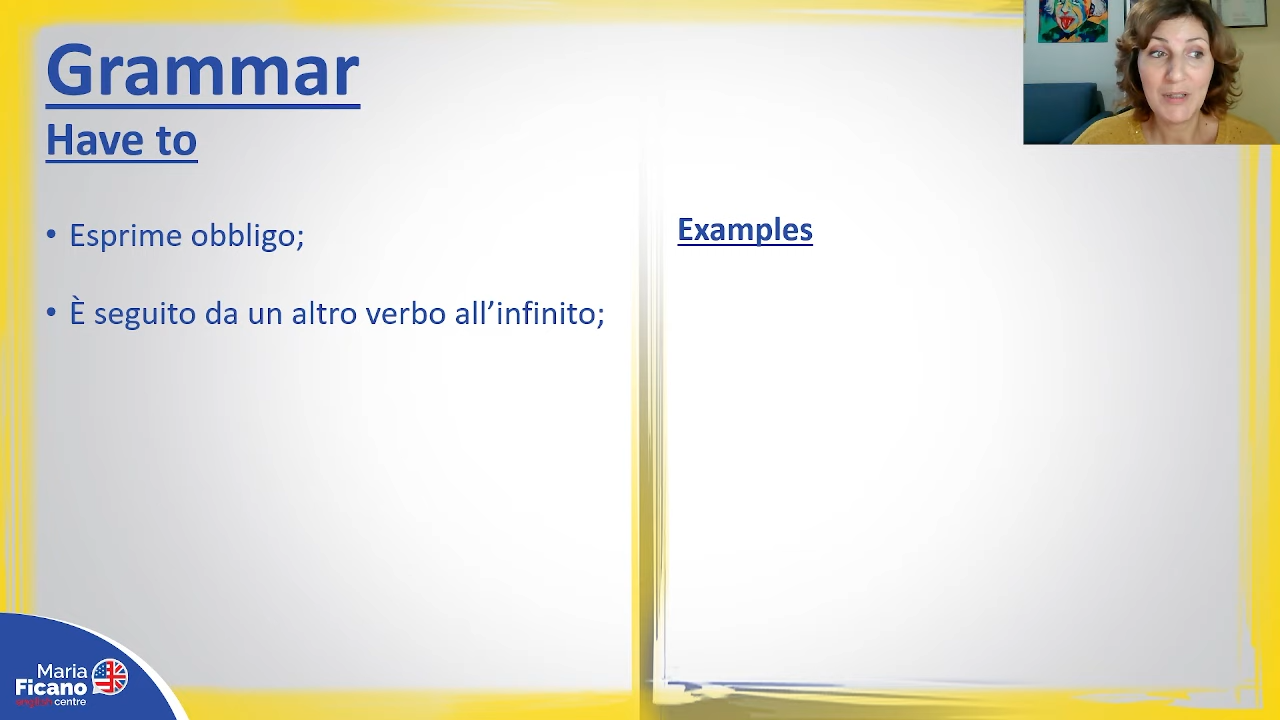 Grammar
Have to
• Esprime obbligo;
• È seguito da un altro verbo all’infinito;
Examples
Maria
Ficano
english centre